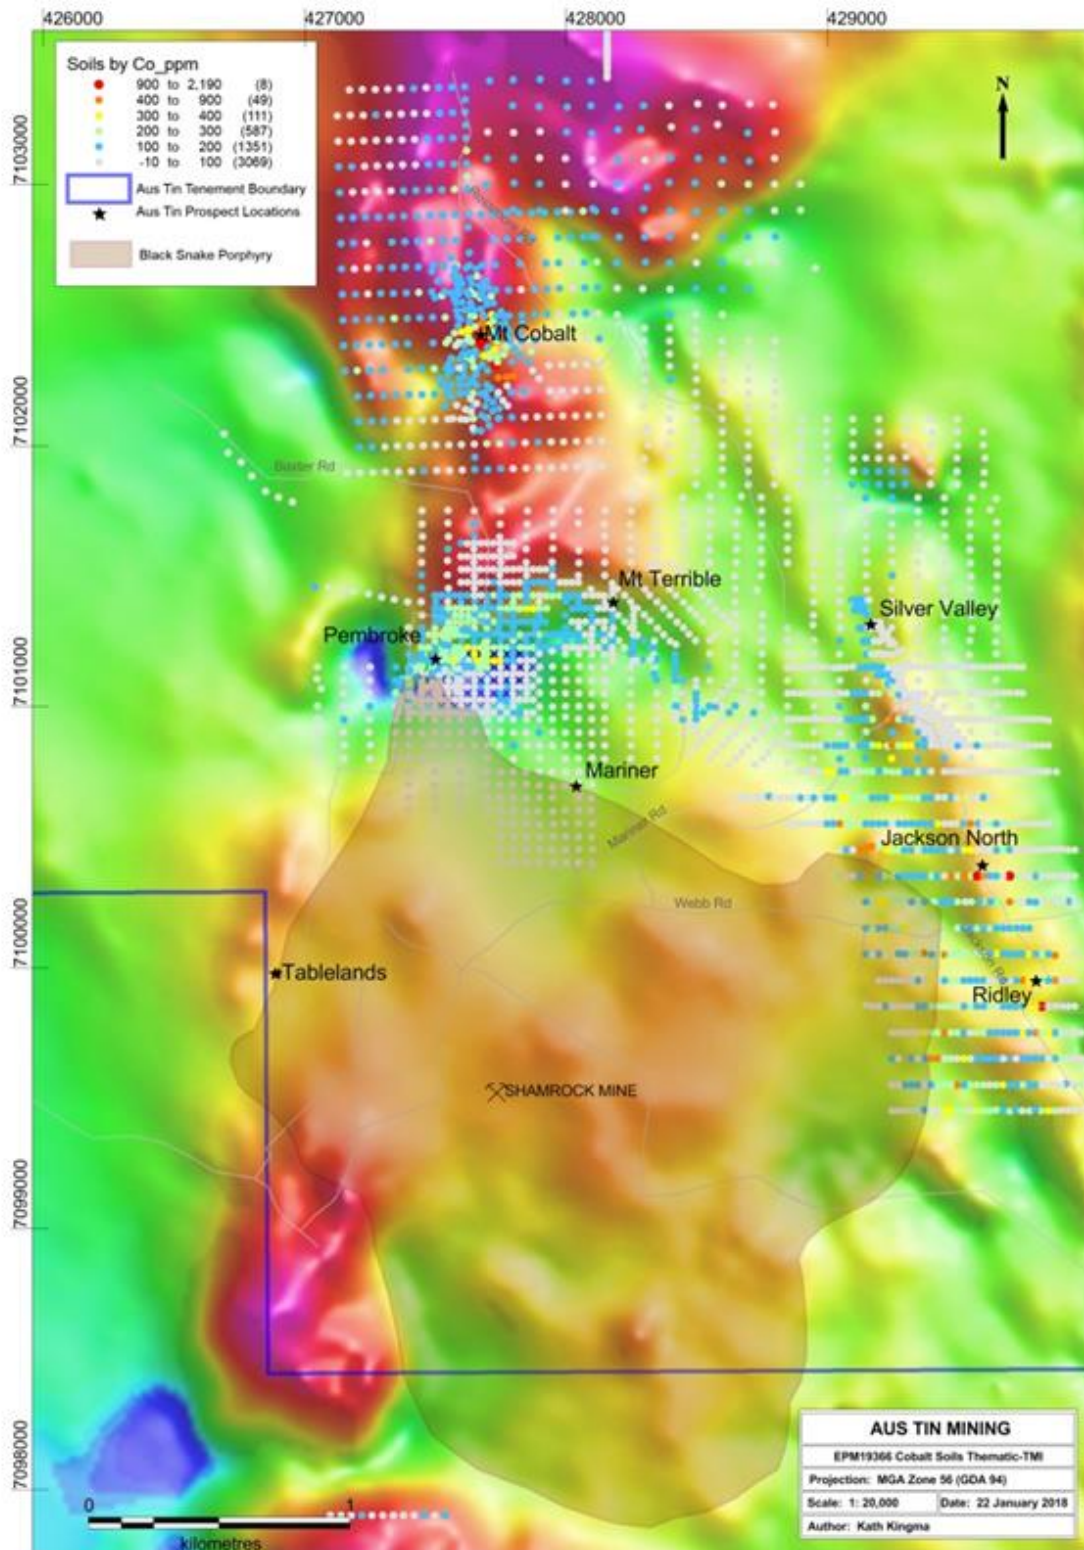 426000
427000
428000
429000
Soils by Co_ppm
900 to 2,190 (8)
400 to 900 (49)
300 to 400 (111)
200 to 300 (587)
100 to 200 (1351)
-10 to 100 (3069)
Aus Tin Tenement Boundary
Aus Tin Prospect Locations
Black Snake Porphyry
N
7103000
7102000
7101000
7100000
7099000
7098000
Mt Cobalt
Baxter Rd
Mt Terrible
Silver Valley
Pembroke
Mariner
Mariner Rd
Jackson North
Webb Rd
Tablelands
Ridley
SHAMROCK MINE
0 1
kilometres
AUS TIN MINING
EPM19366 Cobalt Soils Thematic-TMI
Projection: MGA Zone 56 (GDA 94)
Scale: 1: 20,000 Date: 22 January 2018
Author: Kath Kingma